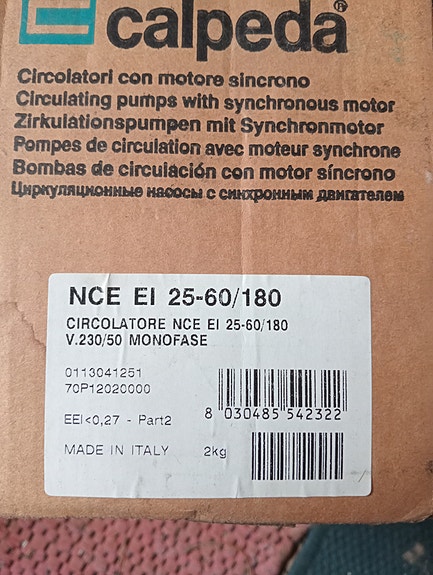 calpeda®
Circolatori con motore sincrono
Circulating pumps with synchronous motor
Zirkulationspumpen mit Synchronmotor
Pompes de circulation avec moteur synchrone
Bombas de circulación con motor síncrono
Циркуляционные насосы с синхронным двигателем
NCE EI 25-60/180
CIRCOLATORE NCE EI 25-60/180
V.230/50 MONOFASE
0113041251
70P12020000
8 030485 542322
EEI<0,27 - Part2
MADE IN ITALY 2kg